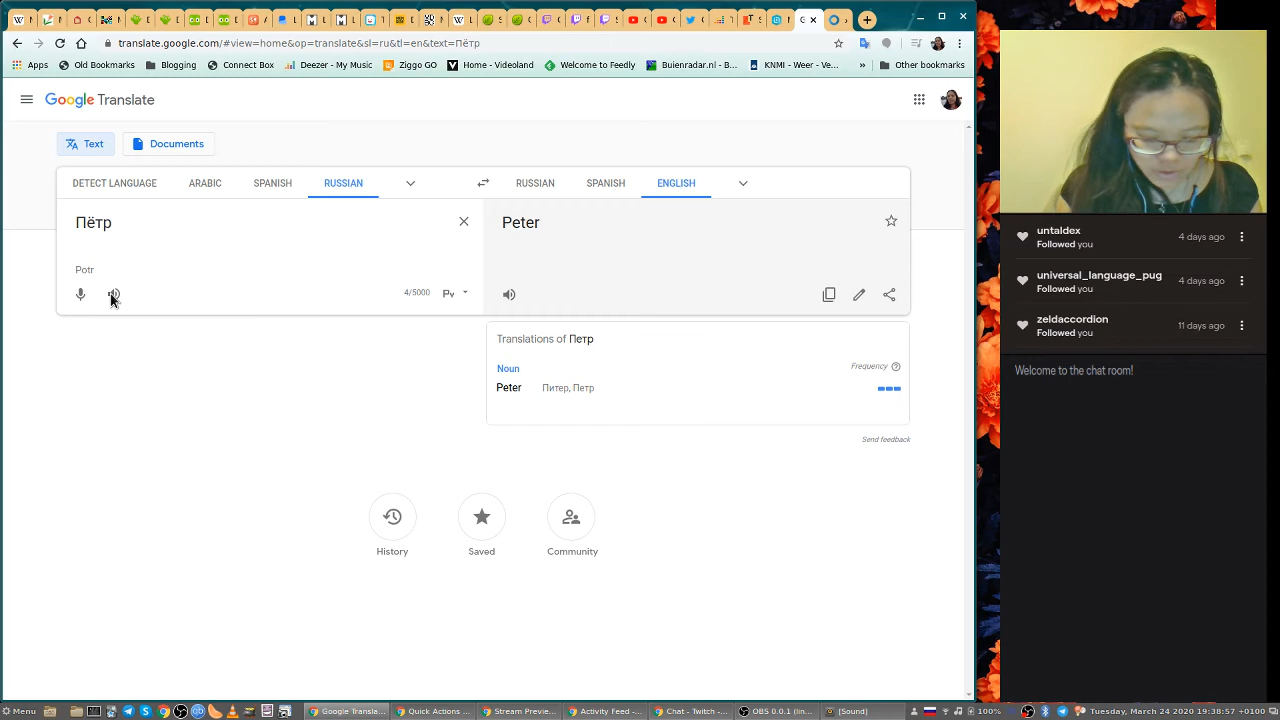 translate.google.com/#view=home&op=translate&sl=ru&tl=en&text=Пётр
Apps
Old Bookmarks
Blogging
Connect Box
Deezer - My Music
Ziggo GO
Home - Videoland
Welcome to Feedly
Buienradar.nl - B...
KNMI - Weer - Ve...
»
Other bookmarks
Google Translate
Text
Documents
DETECT LANGUAGE
ARABIC
SPANISH
RUSSIAN
RUSSIAN
SPANISH
ENGLISH
Пётр
Peter
Potr
4/5000
Translations of Петр
Noun
Frequency
Peter
Питер, Петр
Send feedback
History
Saved
Community
untaldex
Followed you
4 days ago
universal_language_pug
Followed you
4 days ago
zeldaccordion
Followed you
11 days ago
Welcome to the chat room!
Menu
Google Transla...
Quick Actions ...
Stream Previe...
Activity Feed -...
Chat - Twitch -...
OBS 0.0.1 (linu...
[Sound]
100%
Tuesday, March 24 2020 19:38:57 +0100